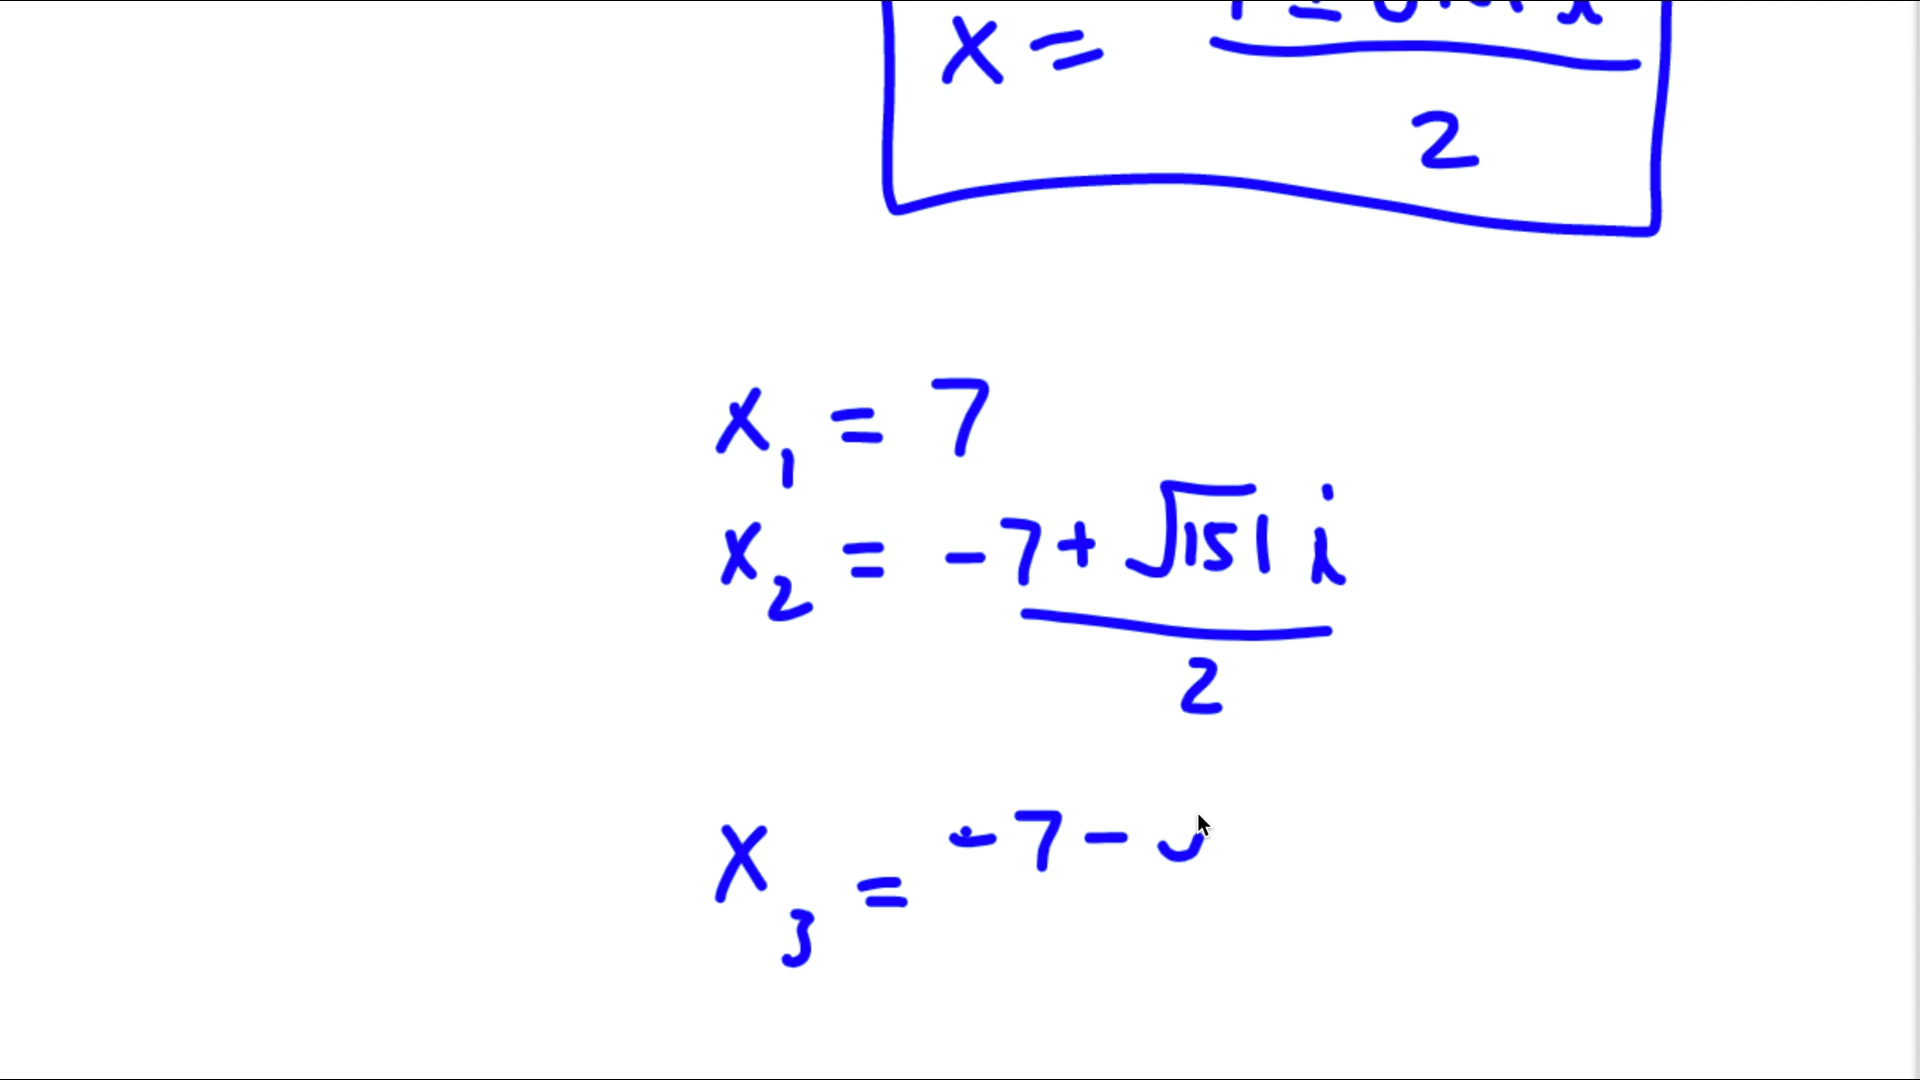 x =
2
x₁ = 7
x₂ = -7 + √151 i
2
x₃ = -7 -